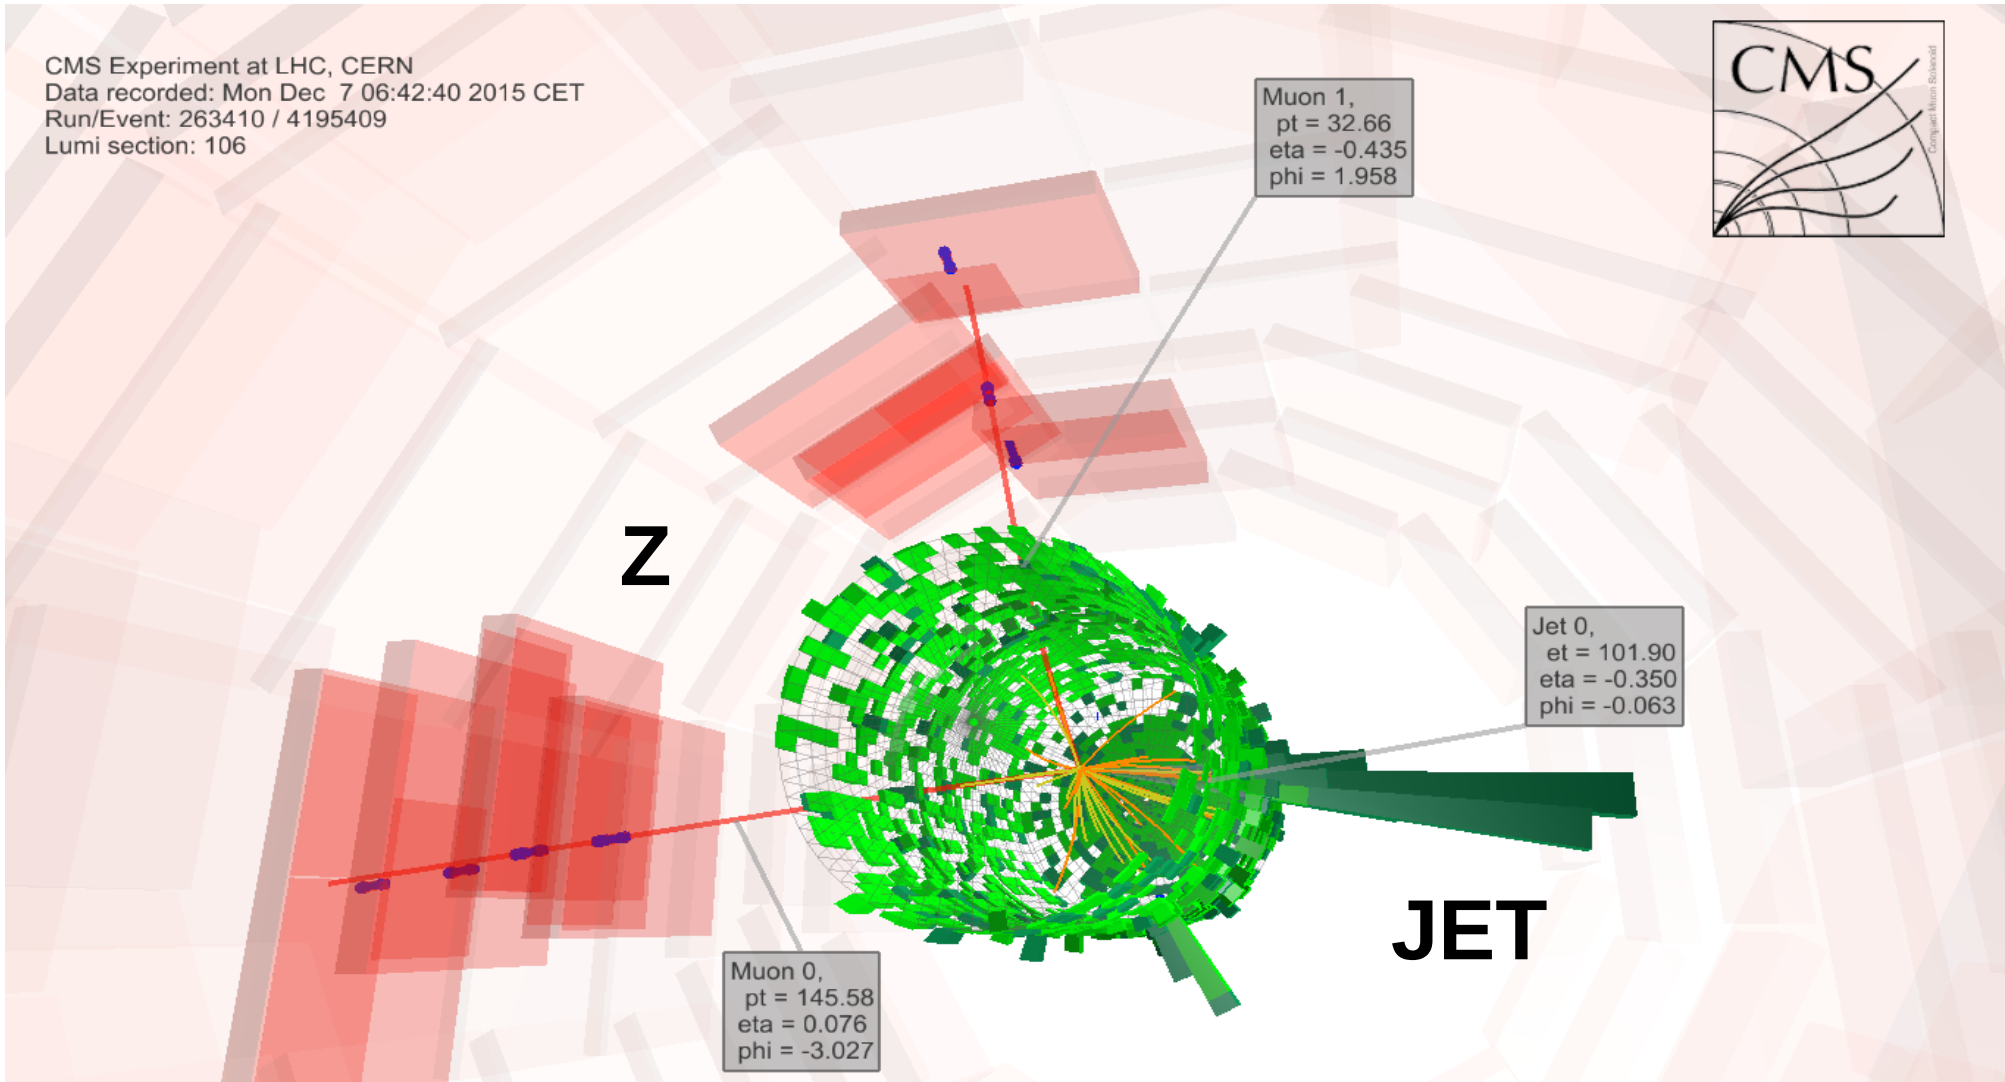 CMS Experiment at LHC, CERN
Data recorded: Mon Dec  7 06:42:40 2015 CET
Run/Event: 263410 / 4195409
Lumi section: 106
CMS
Compact Muon Solenoid
Muon 1,
pt = 32.66
eta = -0.435
phi = 1.958
Z
Jet 0,
et = 101.90
eta = -0.350
phi = -0.063
JET
Muon 0,
pt = 145.58
eta = 0.076
phi = -3.027